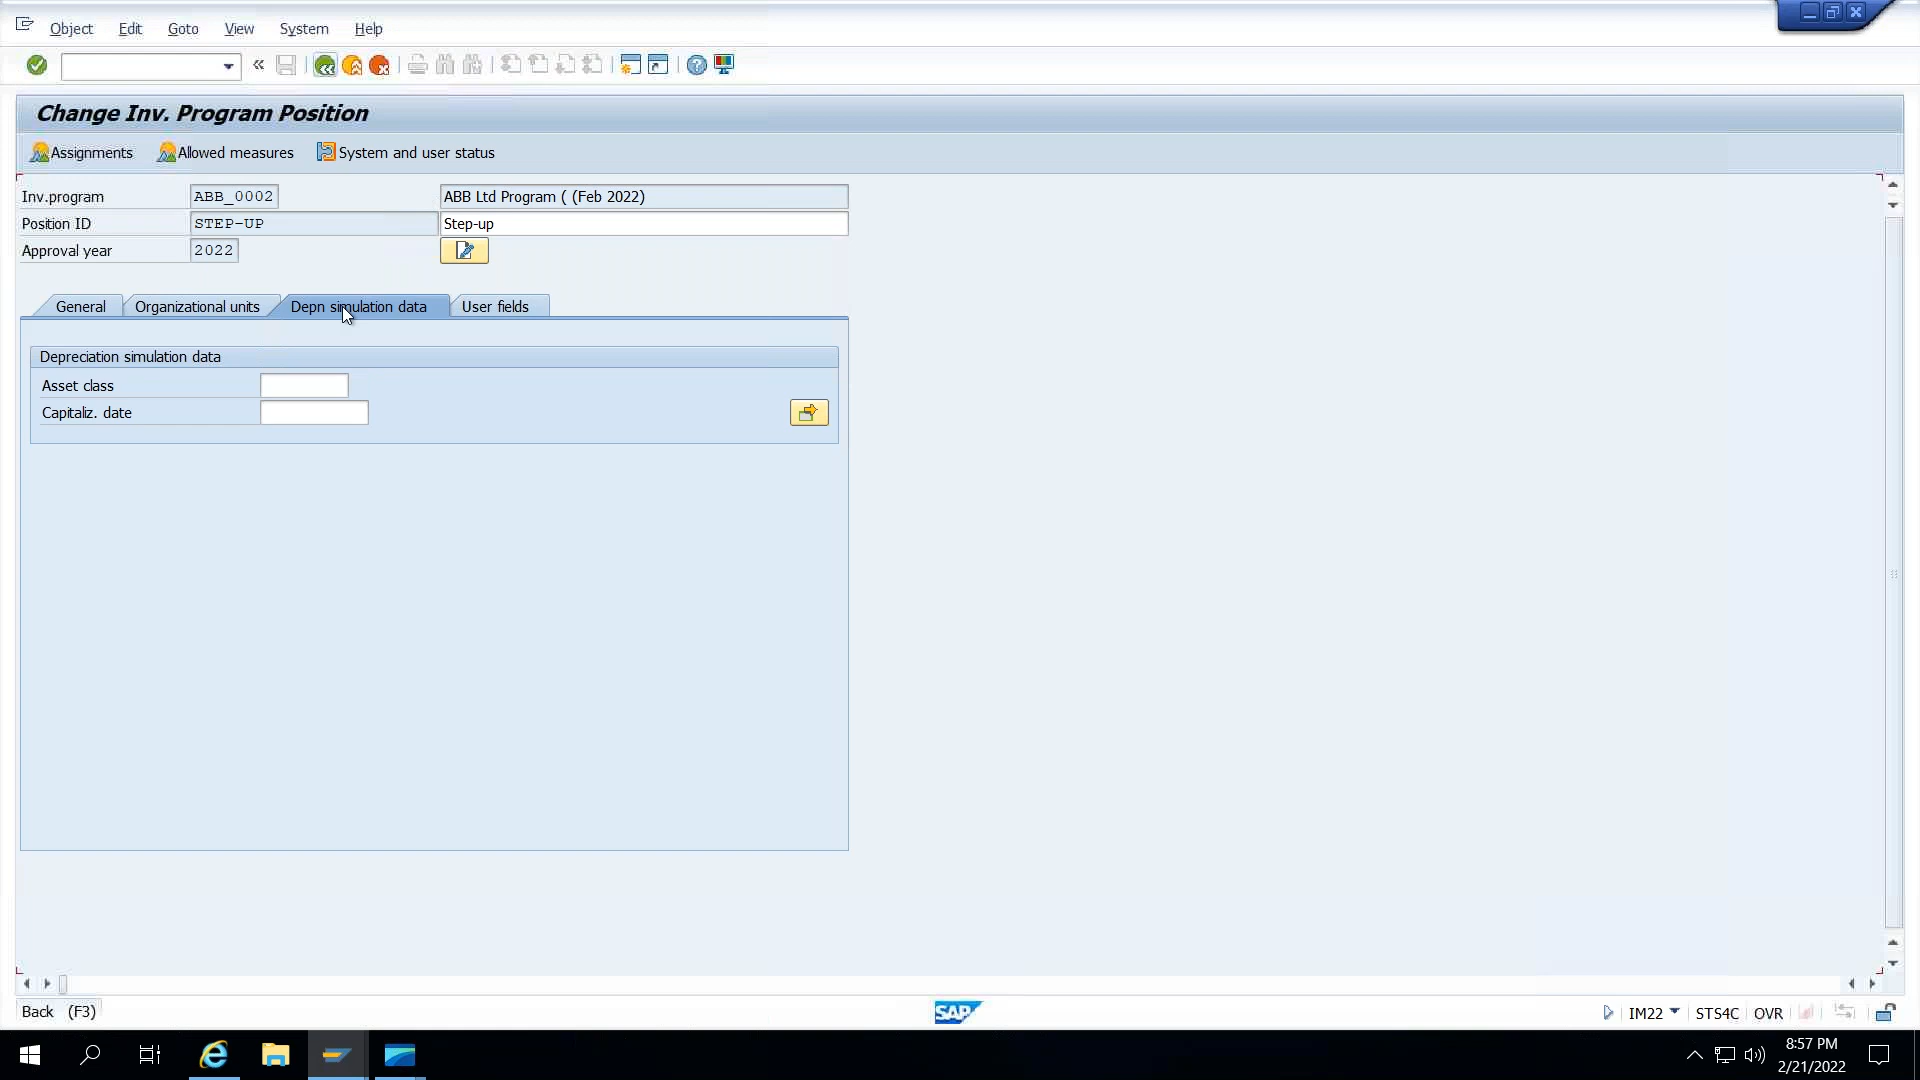 Object Edit Goto View System Help
Change Inv. Program Position
Assignments Allowed measures System and user status
Inv.program ABB_0002 ABB Ltd Program ( (Feb 2022)
Position ID STEP-UP Step-up
Approval year 2022
General Organizational units Depn simulation data User fields
Depreciation simulation data
Asset class
Capitaliz. date
Back (F3) SAP IM22 STS4C OVR
8:57 PM
2/21/2022